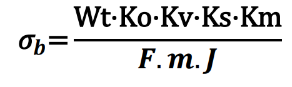 σb = Wt·Ko·Kv·Ks·Km
F.m.J